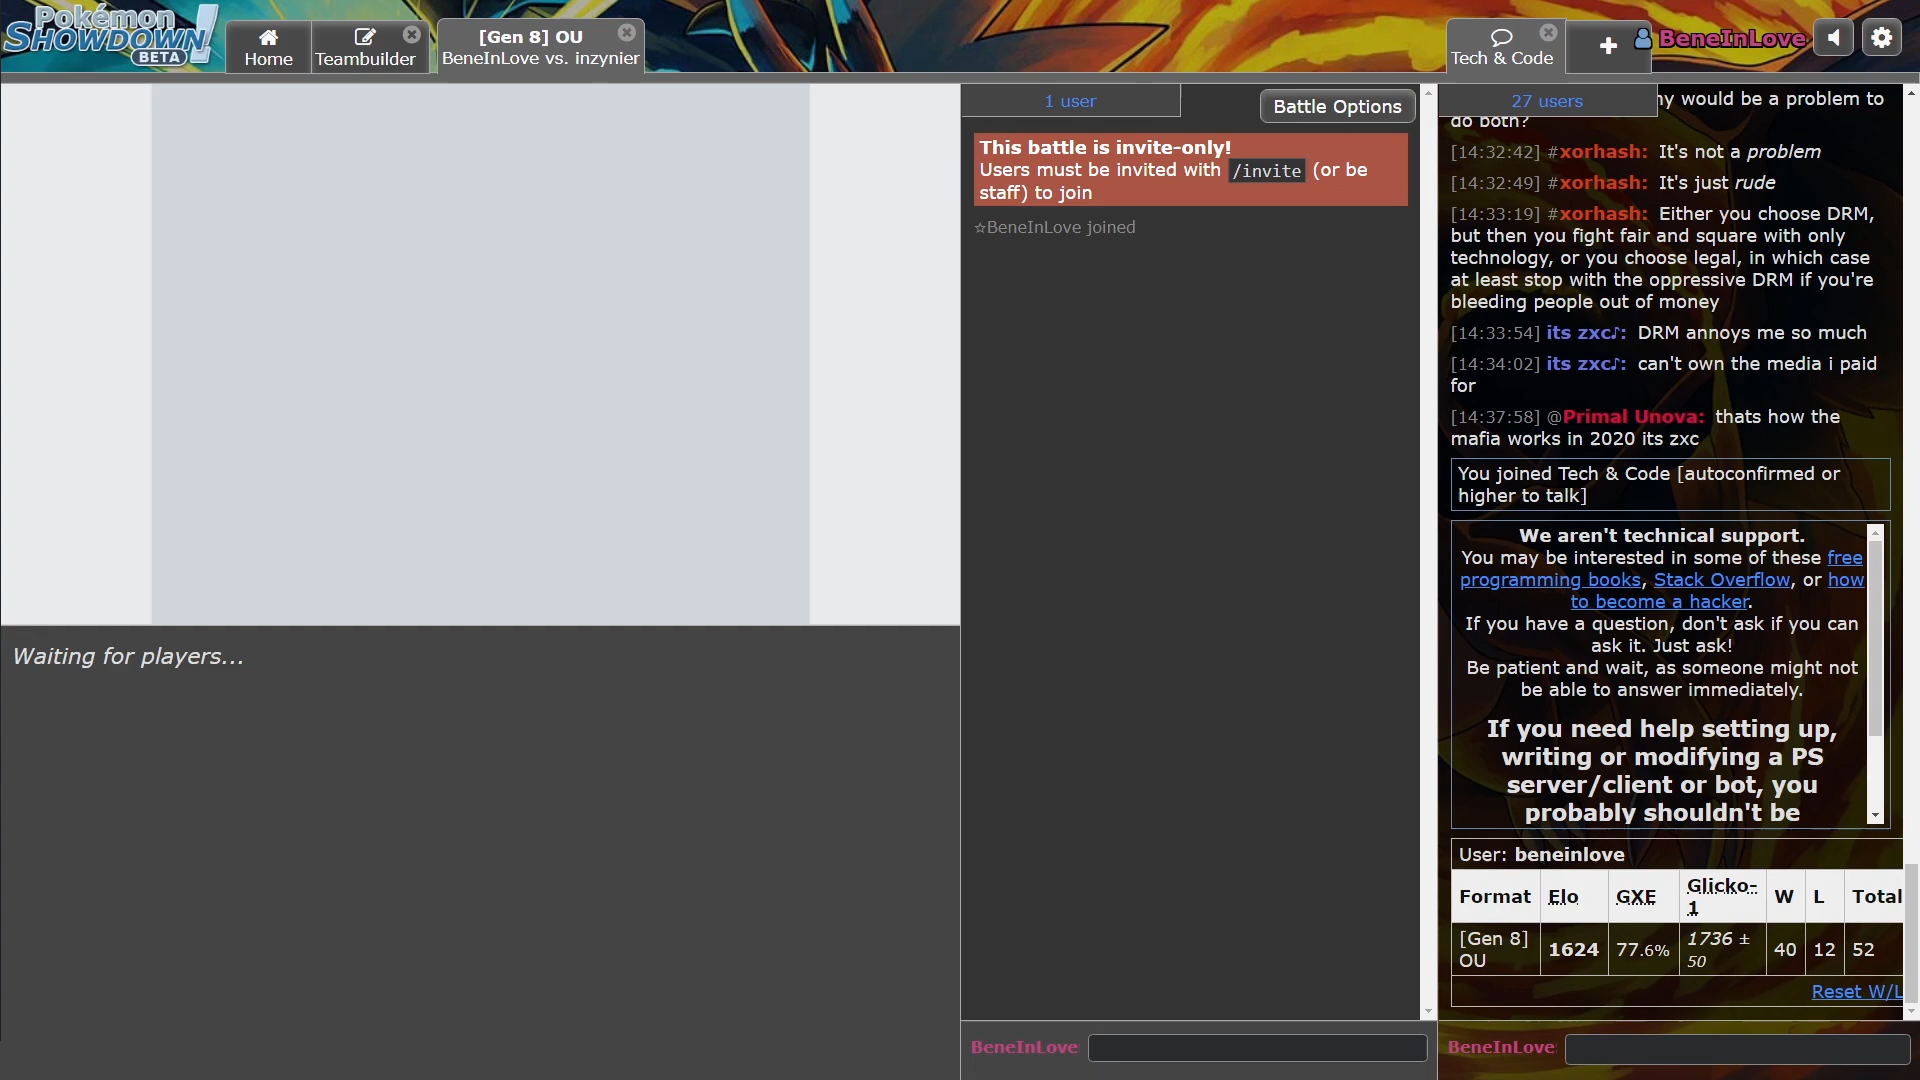 Pokémon
SHOWDOWN!
BETA
Home
Teambuilder
[Gen 8] OU
BeneInLove vs. inzynier
Tech & Code
BeneInLove
Waiting for players...
1 user
Battle Options
This battle is invite-only!
Users must be invited with /invite (or be
staff) to join
☆BeneInLove joined
BeneInLove
27 users
hy would be a problem to
do both?
[14:32:42] #xorhash: It's not a problem
[14:32:49] #xorhash: It's just rude
[14:33:19] #xorhash: Either you choose DRM,
but then you fight fair and square with only
technology, or you choose legal, in which case
at least stop with the oppressive DRM if you're
bleeding people out of money
[14:33:54] its zxc♪: DRM annoys me so much
[14:34:02] its zxc♪: can't own the media i paid
for
[14:37:58] @Primal Unova: thats how the
mafia works in 2020 its zxc
You joined Tech & Code [autoconfirmed or
higher to talk]
We aren't technical support.
You may be interested in some of these free
programming books, Stack Overflow, or how
to become a hacker.
If you have a question, don't ask if you can
ask it. Just ask!
Be patient and wait, as someone might not
be able to answer immediately.
If you need help setting up,
writing or modifying a PS
server/client or bot, you
probably shouldn't be
User: beneinlove
Format Elo GXE Glicko-1 W L Total
[Gen 8] OU 1624 77.6% 1736 ± 50 40 12 52
Reset W/L
BeneInLove: